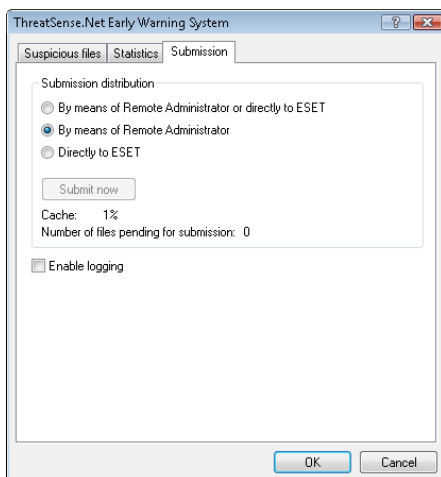 ThreatSense.Net Early Warning System
Suspicious files Statistics Submission
Submission distribution
By means of Remote Administrator or directly to ESET
By means of Remote Administrator
Directly to ESET
Submit now
Cache: 1%
Number of files pending for submission: 0
Enable logging
OK Cancel